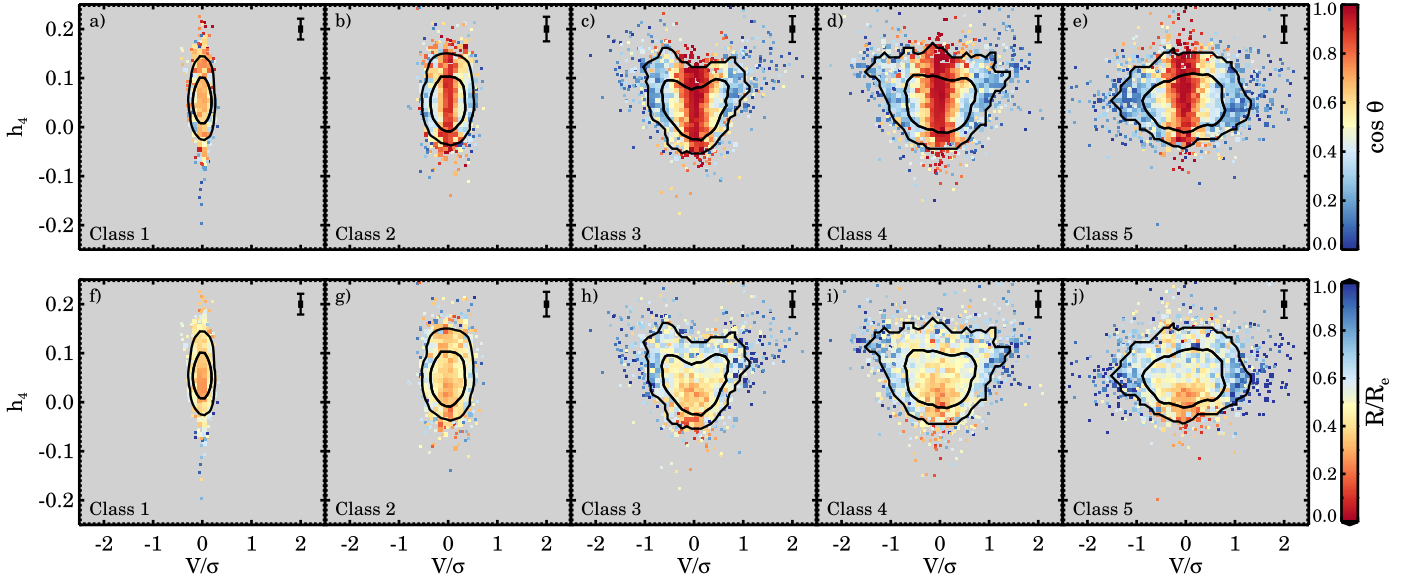 a) b) c) d) e)
0.2
0.1
0.0
-0.1
-0.2
h4
Class 1 Class 2 Class 3 Class 4 Class 5
1.0
0.8
0.6
0.4
0.2
0.0
cos θ
f) g) h) i) j)
0.2
0.1
0.0
-0.1
-0.2
h4
Class 1 Class 2 Class 3 Class 4 Class 5
-2 -1 0 1 2 -2 -1 0 1 2 -2 -1 0 1 2 -2 -1 0 1 2 -2 -1 0 1 2
V/σ V/σ V/σ V/σ V/σ
1.0
0.8
0.6
0.4
0.2
0.0
R/Re